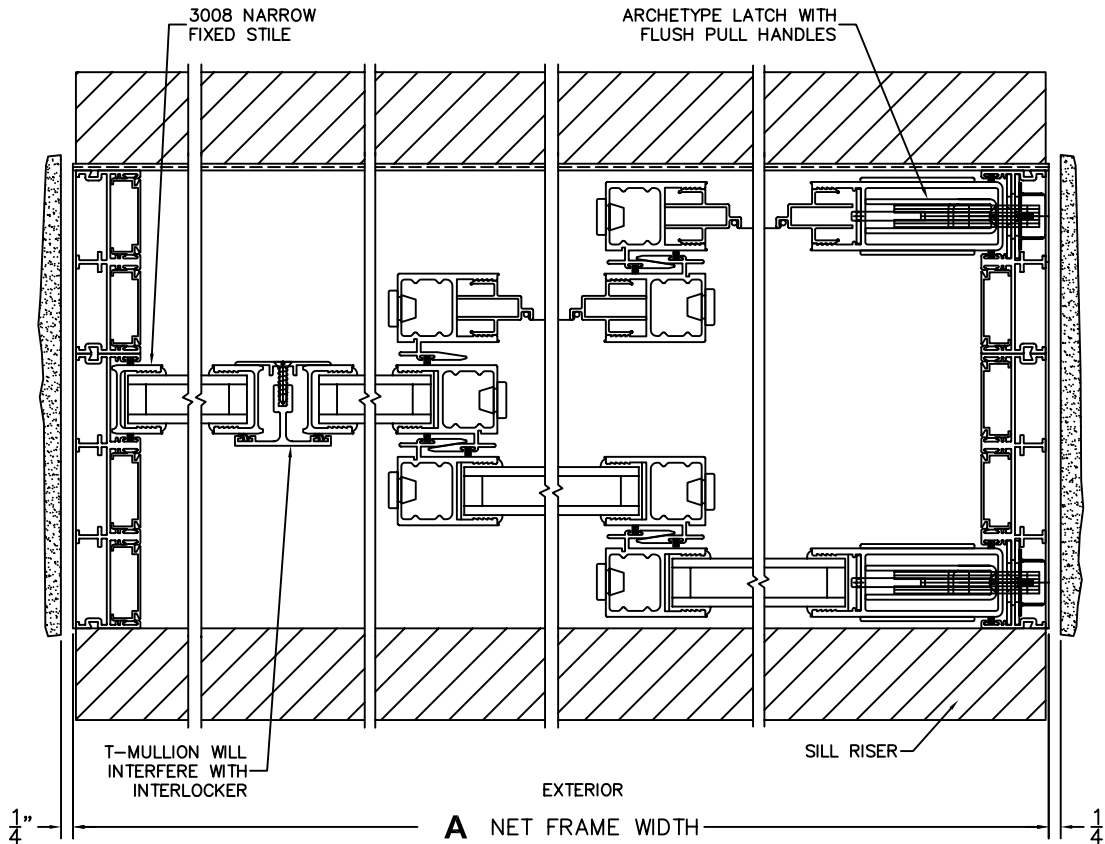 3008 NARROW
FIXED STILE
ARCHETYPE LATCH WITH
FLUSH PULL HANDLES
T-MULLION WILL
INTERFERE WITH
INTERLOCKER
SILL RISER
EXTERIOR
1/4"
A NET FRAME WIDTH
1/4